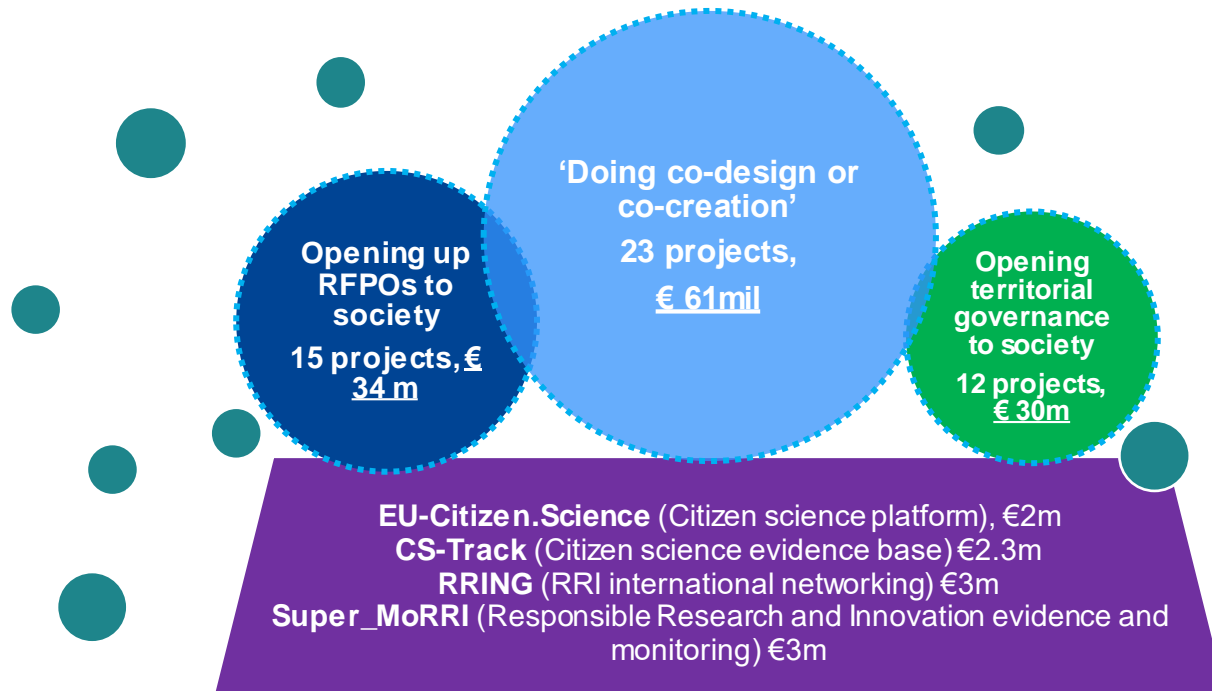 ‘Doing co-design or
co-creation’
23 projects,
€ 61mil
Opening up
RFPOs to
society
15 projects, €
34 m
Opening
territorial
governance
to society
12 projects,
€ 30m
EU-Citizen.Science (Citizen science platform), €2m
CS-Track (Citizen science evidence base) €2.3m
RRING (RRI international networking) €3m
Super_MoRRI (Responsible Research and Innovation evidence and
monitoring) €3m